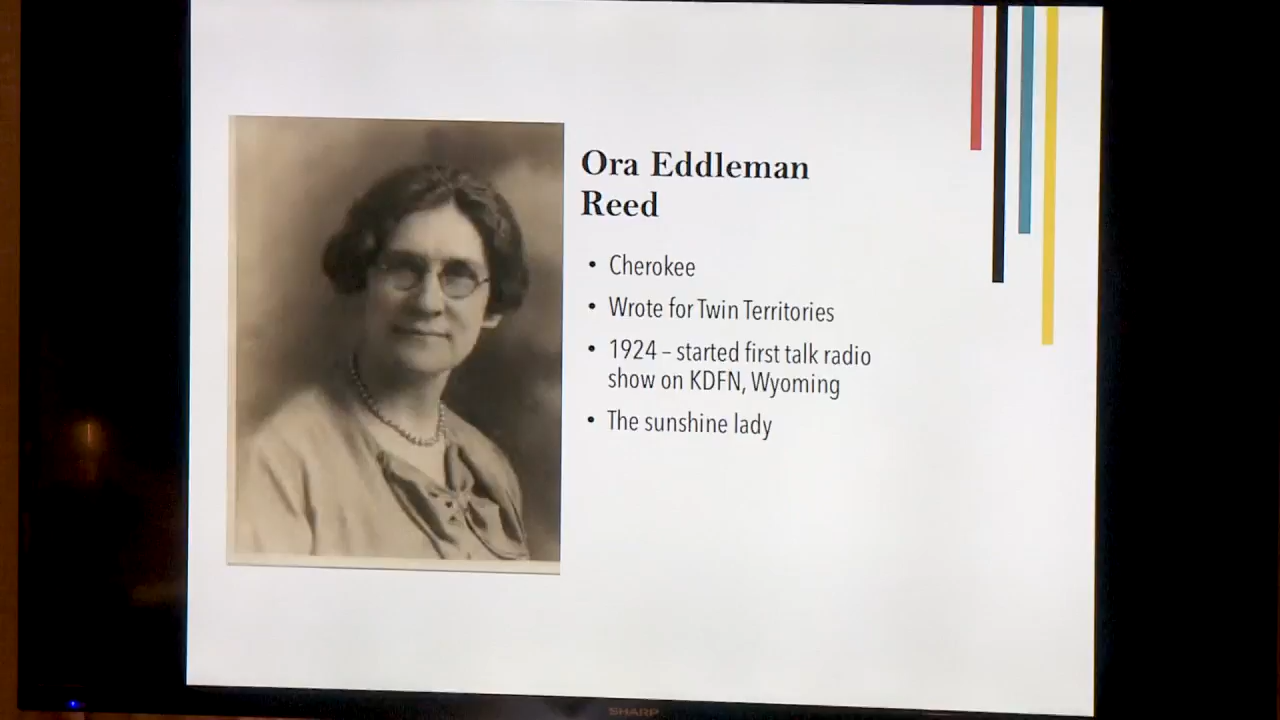 Ora Eddleman
Reed
• Cherokee
• Wrote for Twin Territories
• 1924 – started first talk radio
show on KDFN, Wyoming
• The sunshine lady
SHARP